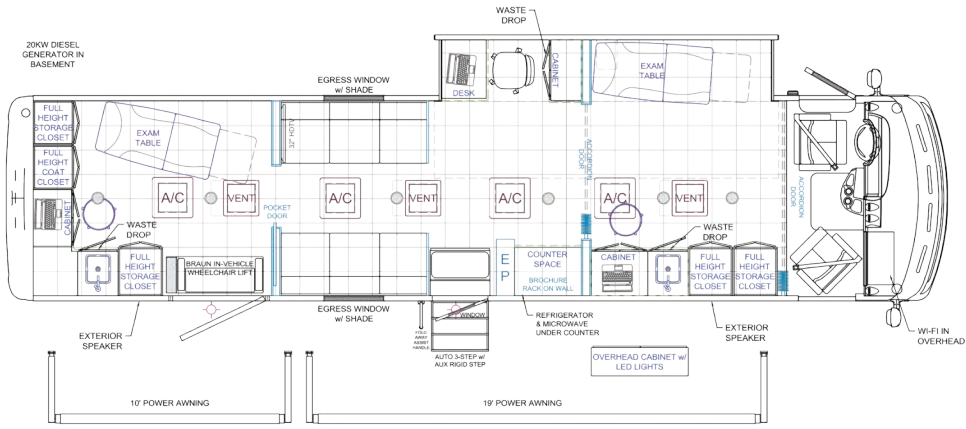 WASTE
DROP
20KW DIESEL
GENERATOR IN
BASEMENT
EGRESS WINDOW
w/ SHADE
DESK
CABINET
EXAM
TABLE
FULL
HEIGHT
STORAGE
CLOSET
EXAM
TABLE
32" HDTV
ACCORDION
DOOR
FULL
HEIGHT
COAT
CLOSET
A/C
VENT
A/C
VENT
A/C
A/C
VENT
ACCORDION
DOOR
CABINET
POCKET
DOOR
WASTE
DROP
WASTE
DROP
FULL
HEIGHT
STORAGE
CLOSET
BRAUN IN-VEHICLE
WHEELCHAIR LIFT
E
P
COUNTER
SPACE
BROCHURE
RACK ON WALL
CABINET
FULL
HEIGHT
STORAGE
CLOSET
FULL
HEIGHT
STORAGE
CLOSET
EXTERIOR
SPEAKER
EGRESS WINDOW
w/ SHADE
WINDOW
FOLD
AWAY
ASSIST
HANDLE
REFRIGERATOR
& MICROWAVE
UNDER COUNTER
EXTERIOR
SPEAKER
WI-FI IN
OVERHEAD
AUTO 3-STEP w/
AUX RIGID STEP
OVERHEAD CABINET w/
LED LIGHTS
10' POWER AWNING
19' POWER AWNING